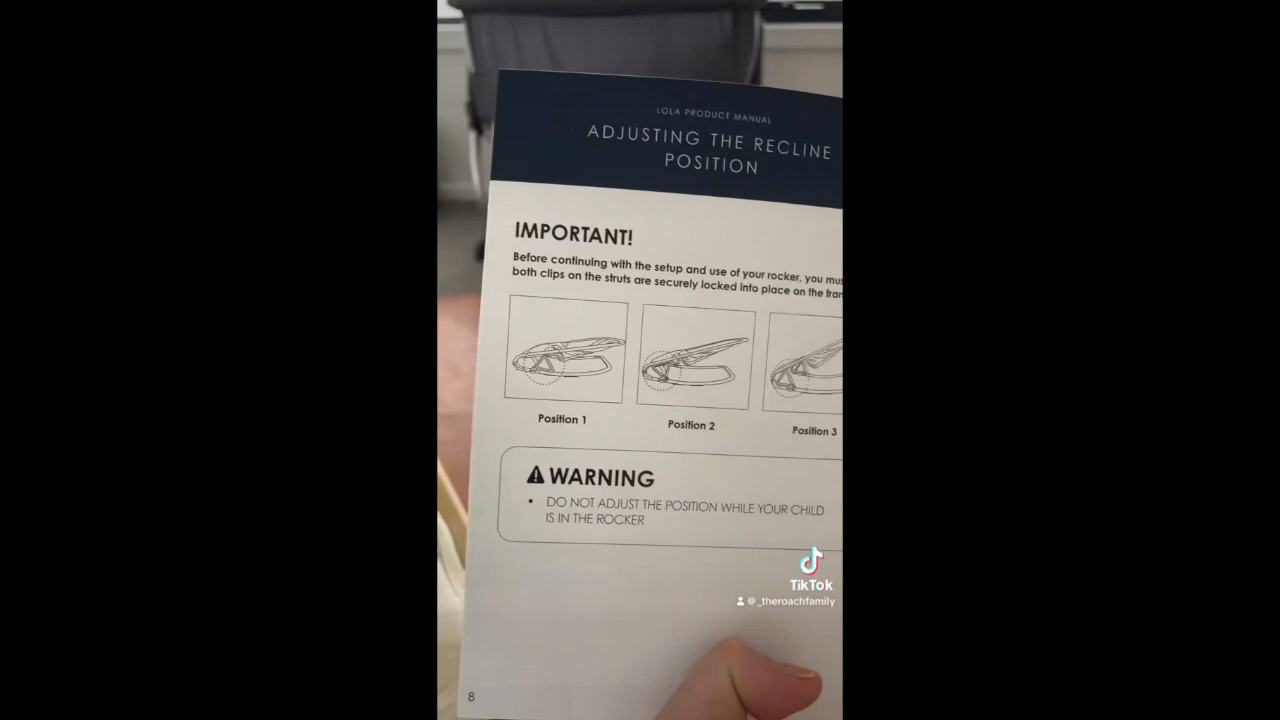 LOLA PRODUCT MANUAL
ADJUSTING THE RECLINE
POSITION
IMPORTANT!
Before continuing with the setup and use of your rocker, you
both clips on the struts are securely locked into place on the
Position 1
Position 2
Position 3
WARNING
• DO NOT ADJUST THE POSITION WHILE YOUR CHILD
IS IN THE ROCKER
TikTok
@_theroachfamily
8